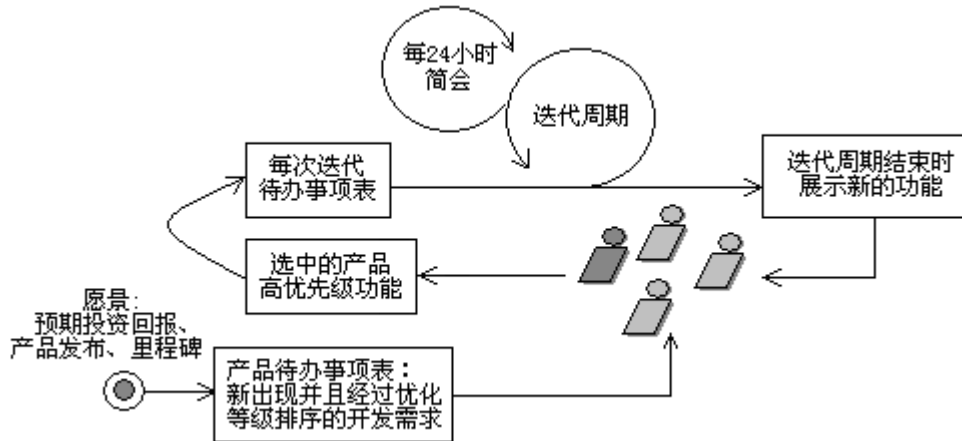 每24小时
简会
迭代周期
每次迭代
待办事项表
迭代周期结束时
展示新的功能
选中的产品
高优先级功能
愿景:
预期投资回报、
产品发布、里程碑
产品待办事项表：
新出现并且经过优化
等级排序的开发需求